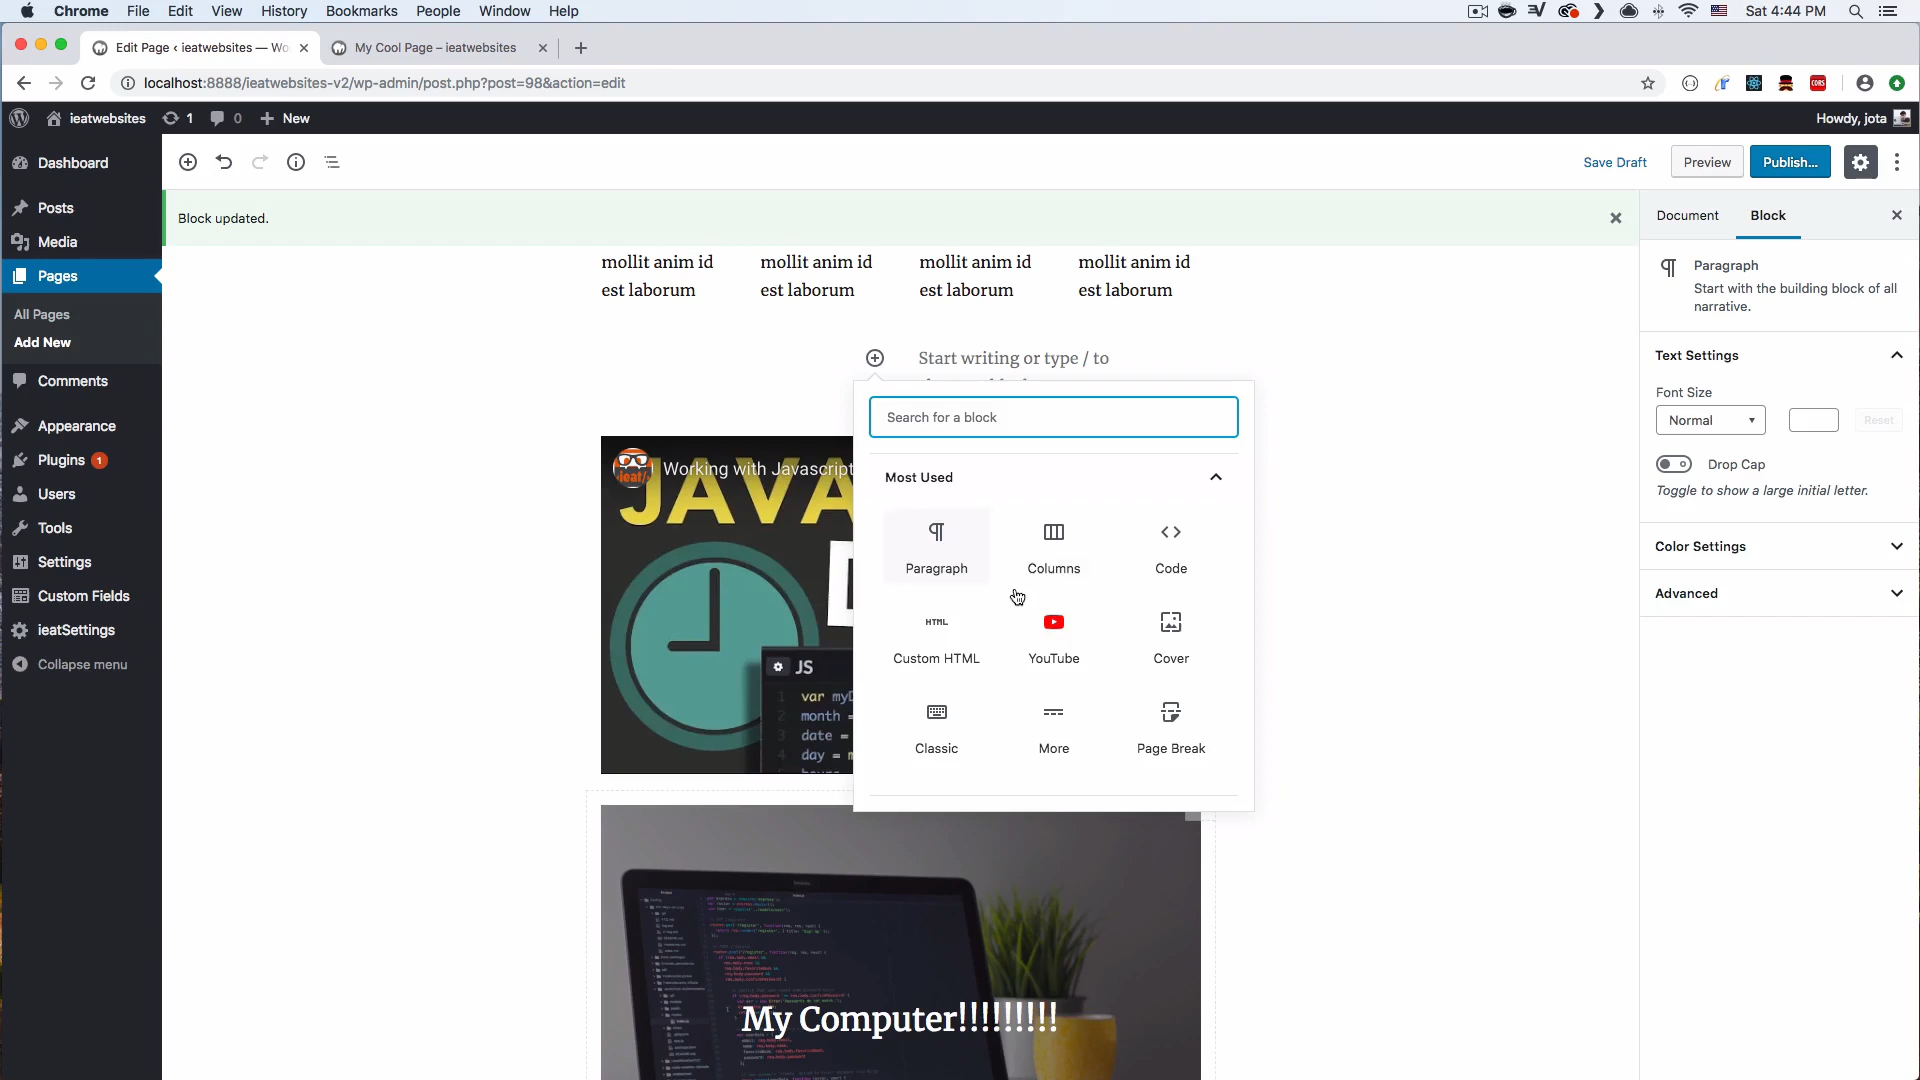 Chrome File Edit View History Bookmarks People Window Help
Sat 4:44 PM
Edit Page ‹ ieatwebsites — Wo
My Cool Page – ieatwebsites
localhost:8888/ieatwebsites-v2/wp-admin/post.php?post=98&action=edit
CORS
ieatwebsites 1 0 New
Howdy, jota
Dashboard
Posts
Media
Pages
All Pages
Add New
Comments
Appearance
Plugins 1
Users
Tools
Settings
Custom Fields
ieatSettings
Collapse menu
Save Draft Preview Publish...
Block updated.
mollit anim id mollit anim id mollit anim id mollit anim id
est laborum est laborum est laborum est laborum
Start writing or type / to
Search for a block
Most Used
Paragraph Columns Code
HTML
Custom HTML YouTube Cover
Classic More Page Break
Working with Javascript
JAVA
ieat/
JS
1 var myD
2 month =
3 date =
4 day = m
My Computer!!!!!!!!!
Document Block
Paragraph
Start with the building block of all
narrative.
Text Settings
Font Size
Normal Reset
Drop Cap
Toggle to show a large initial letter.
Color Settings
Advanced